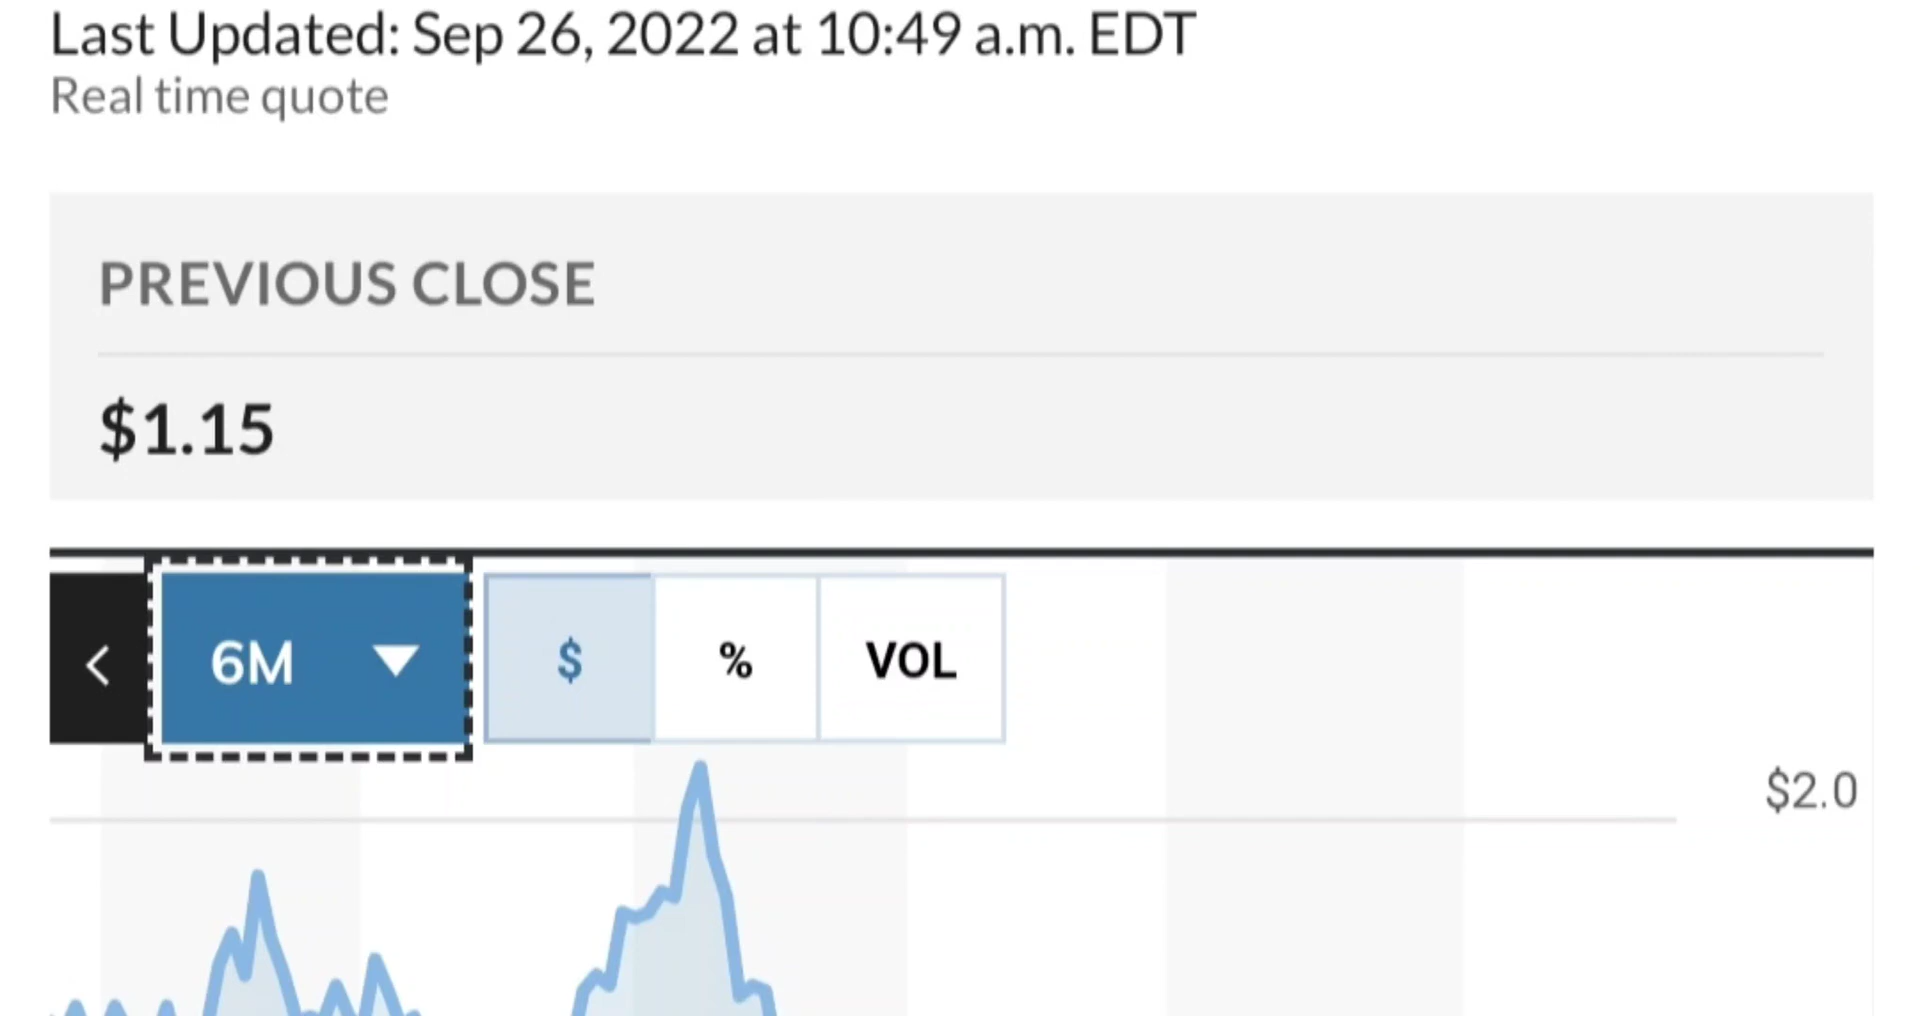 Last Updated: Sep 26, 2022 at 10:49 a.m. EDT
Real time quote
PREVIOUS CLOSE
$1.15
6M $ % VOL
$2.0